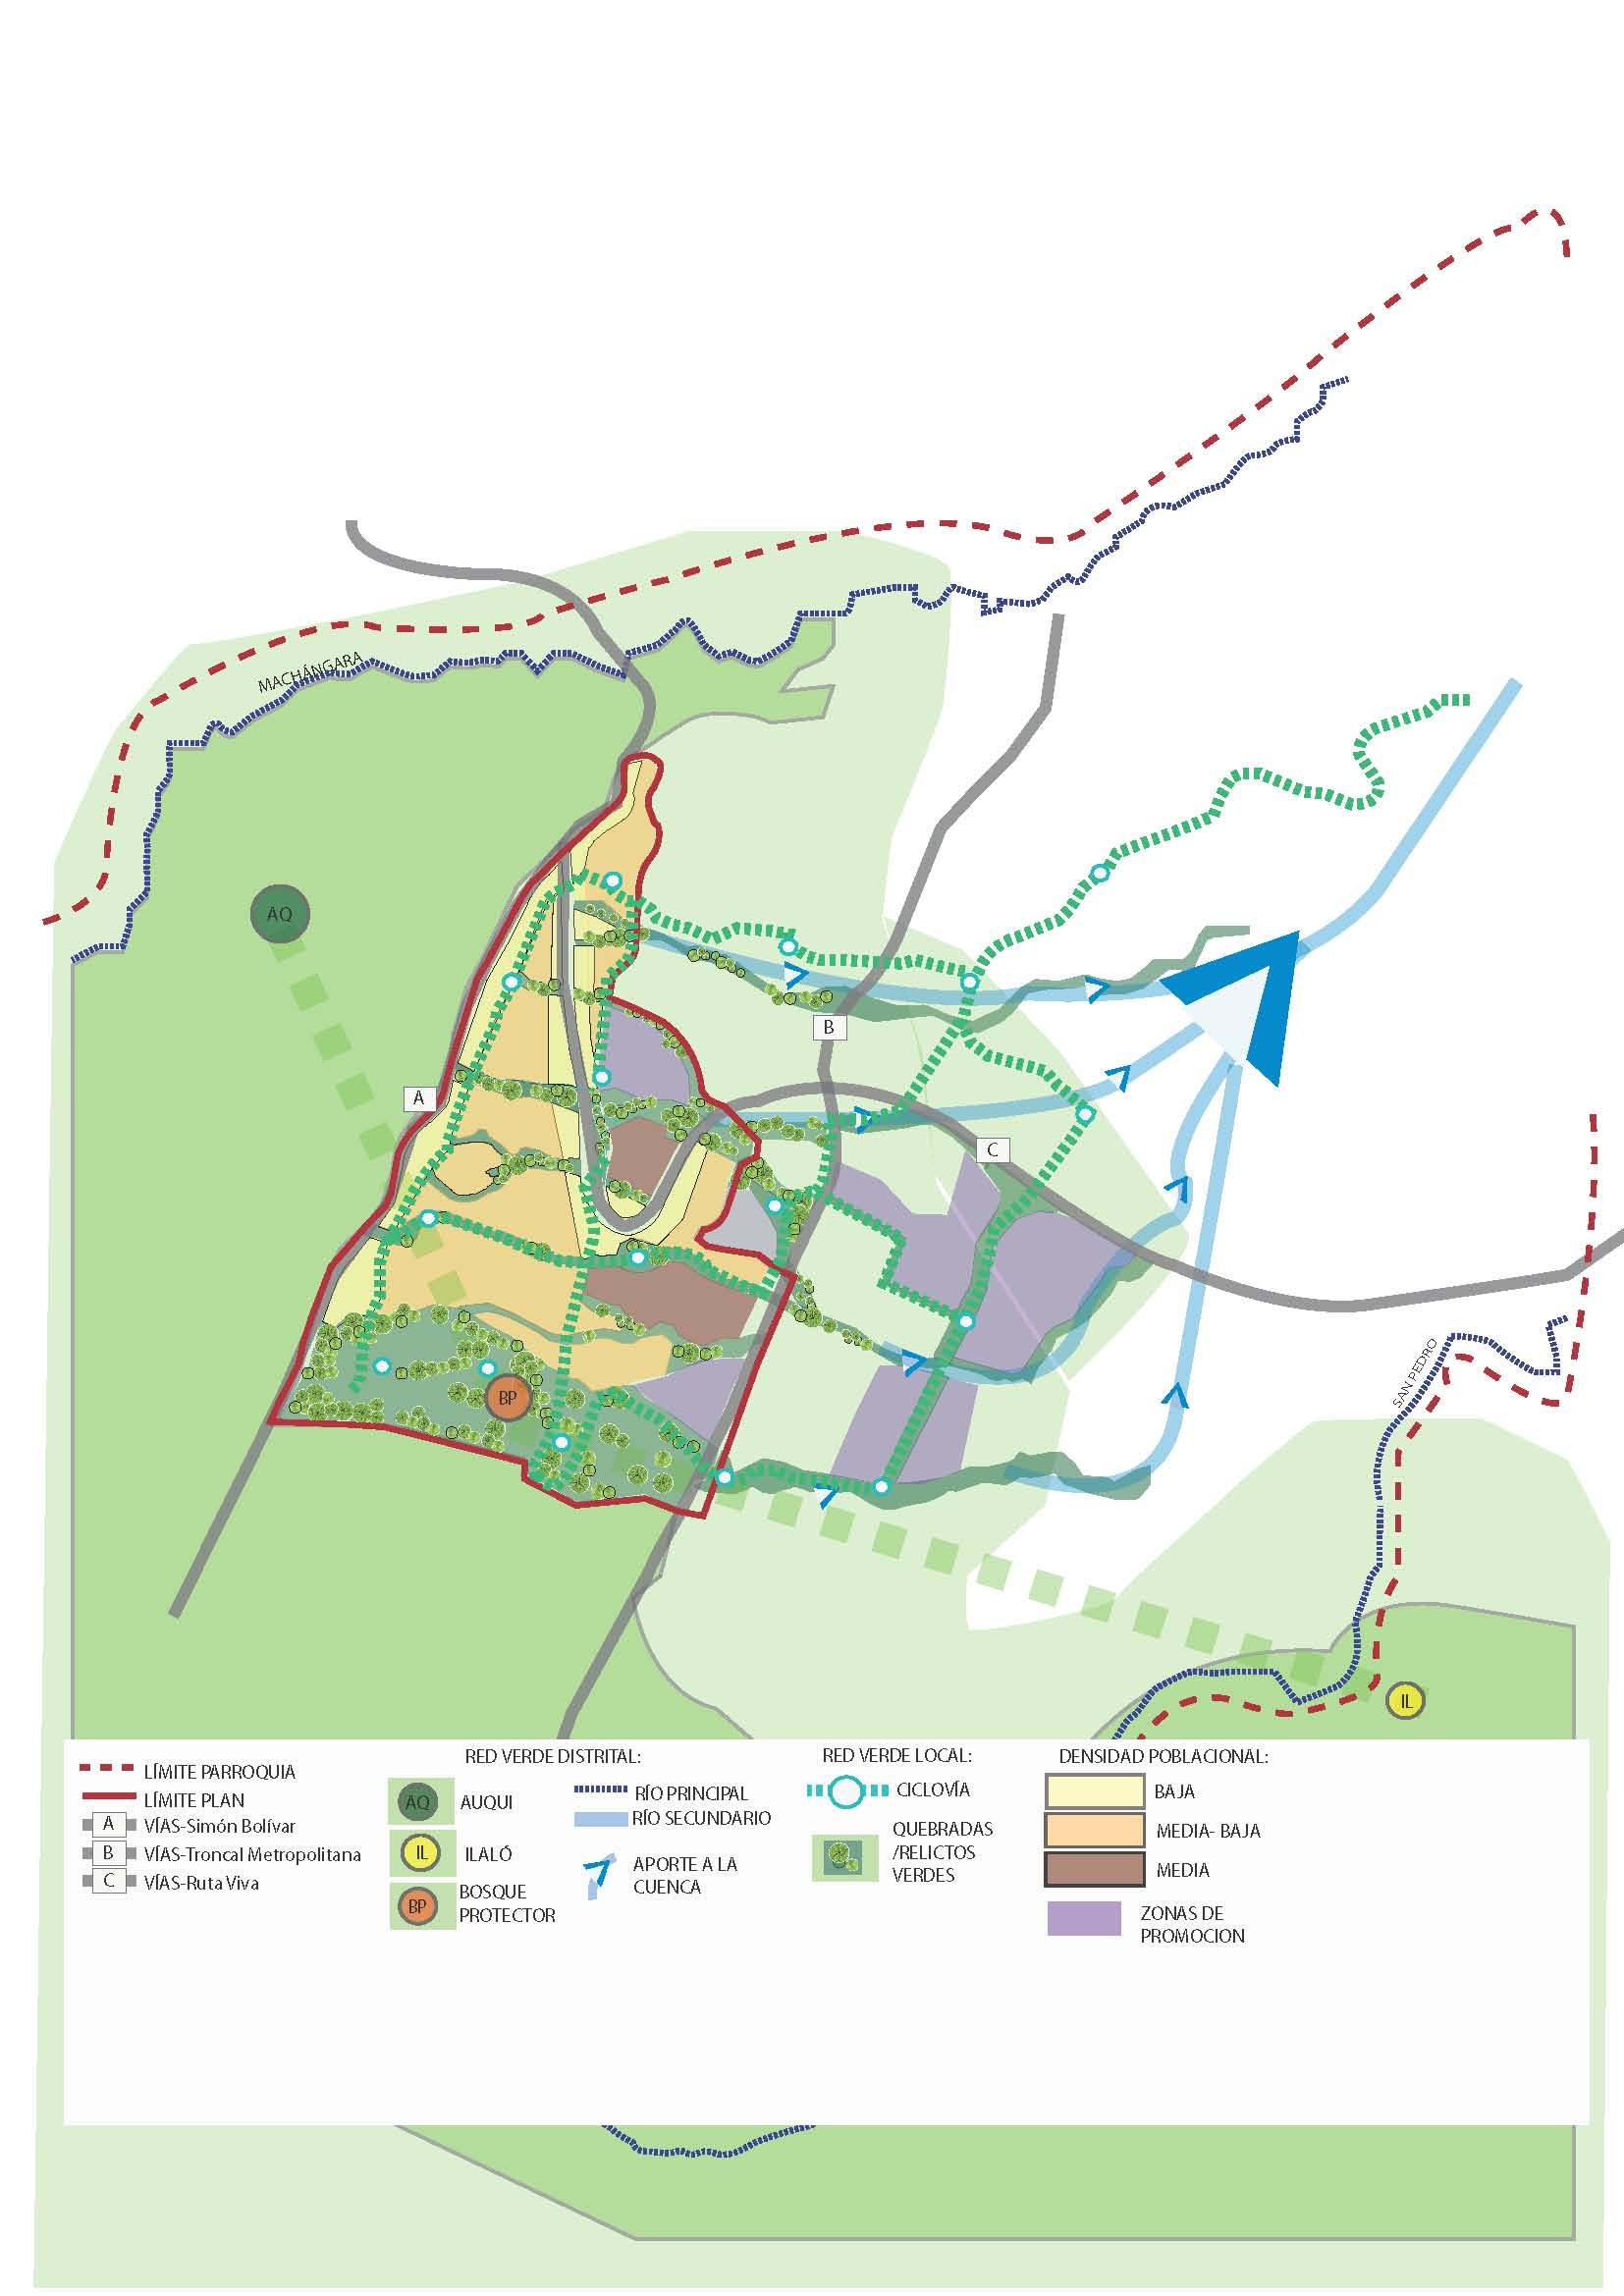 MACHÁNGARA
AQ
B
A
C
SAN PEDRO
BP
IL
LÍMITE PARROQUIA
LÍMITE PLAN
A VÍAS-Simón Bolívar
B VÍAS-Troncal Metropolitana
C VÍAS-Ruta Viva
RED VERDE DISTRITAL:
AQ AUQUI
IL ILALÓ
BP BOSQUE
PROTECTOR
RÍO PRINCIPAL
RÍO SECUNDARIO
APORTE A LA
CUENCA
RED VERDE LOCAL:
CICLOVÍA
QUEBRADAS
/RELICTOS
VERDES
DENSIDAD POBLACIONAL:
BAJA
MEDIA- BAJA
MEDIA
ZONAS DE
PROMOCION